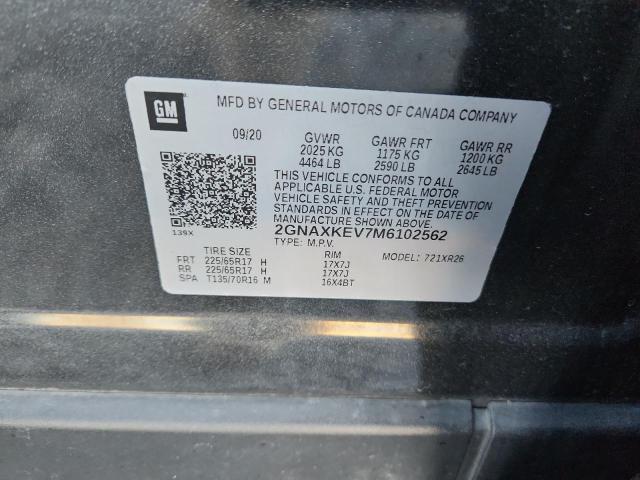 GM
MFD BY GENERAL MOTORS OF CANADA COMPANY
09/20 GVWR GAWR FRT GAWR RR
2025 KG 1175 KG 1200 KG
4464 LB 2590 LB 2645 LB
THIS VEHICLE CONFORMS TO ALL
APPLICABLE U.S. FEDERAL MOTOR
VEHICLE SAFETY AND THEFT
PREVENTION STANDARDS IN
EFFECT ON THE DATE OF
MANUFACTURE SHOWN ABOVE.
139X 2GNAXKEV7M6102562
TYPE: M.P.V. MODEL: 721XR26
TIRE SIZE RIM
FRT 225/65R17 H 17X7J
RR 225/65R17 H 17X7J
SPA T135/70R16 M 16X4BT